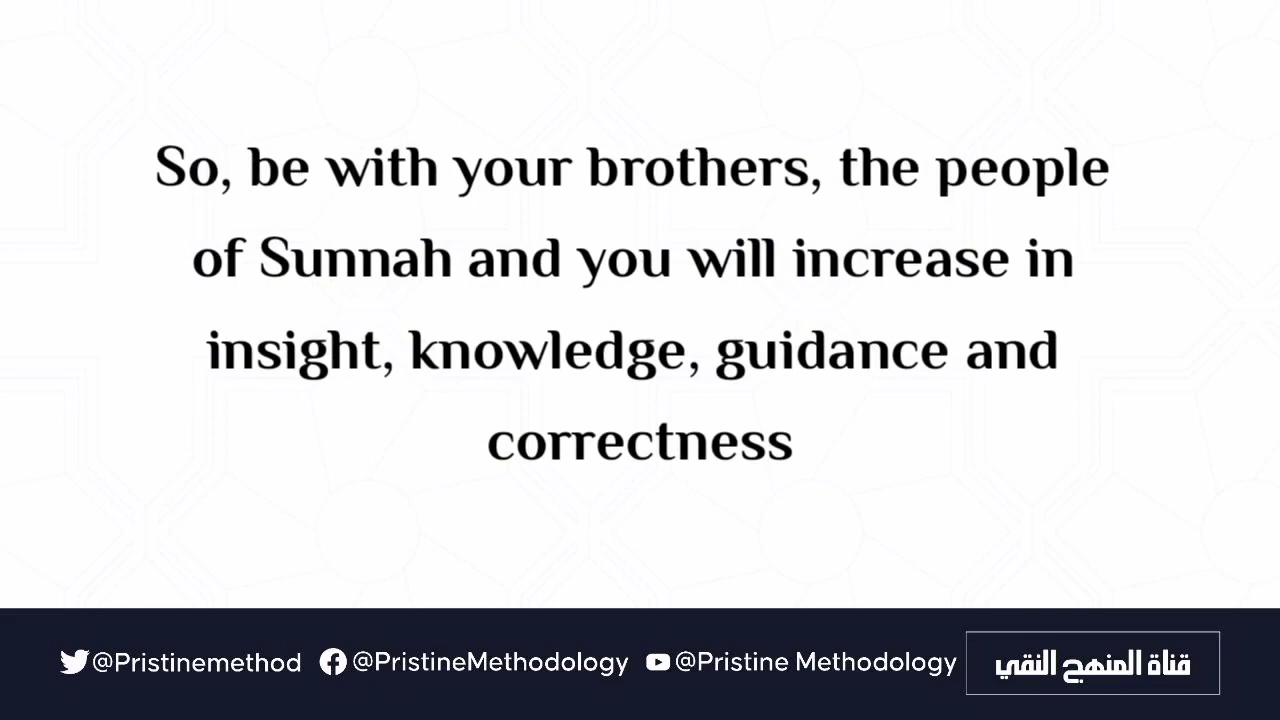 So, be with your brothers, the people
of Sunnah and you will increase in
insight, knowledge, guidance and
correctness
@Pristinemethod @PristineMethodology @Pristine Methodology قناة المنهج النقي